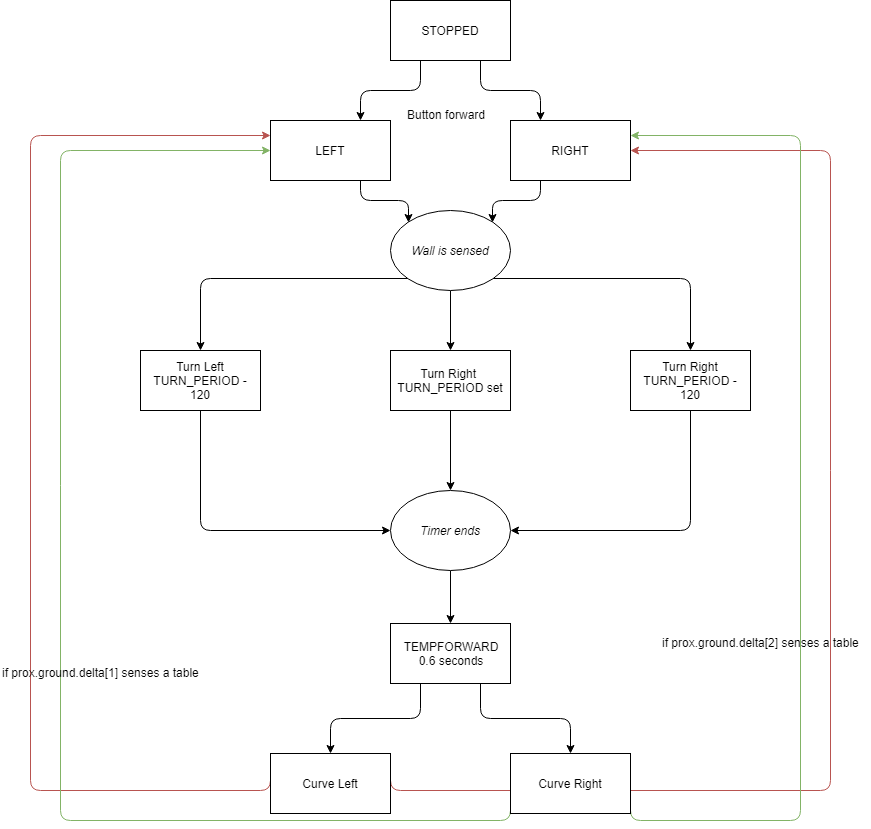 STOPPED
Button forward
LEFT
RIGHT
Wall is sensed
Turn Left
TURN_PERIOD -
120
Turn Right
TURN_PERIOD set
Turn Right
TURN_PERIOD -
120
Timer ends
TEMPFORWARD
0.6 seconds
if prox.ground.delta[2] senses a table
if prox.ground.delta[1] senses a table
Curve Left
Curve Right